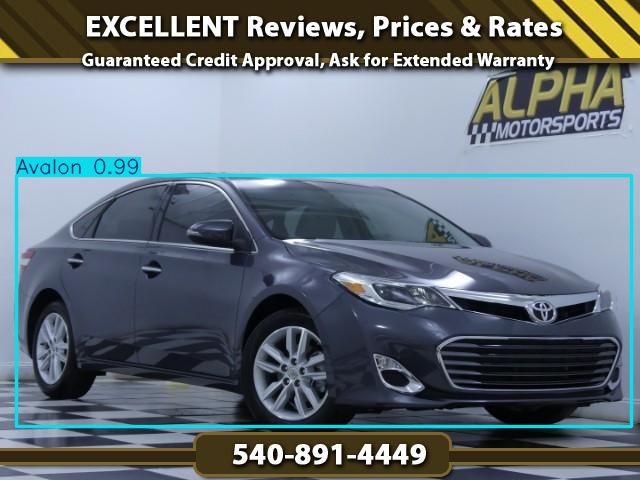 EXCELLENT Reviews, Prices & Rates
Guaranteed Credit Approval, Ask for Extended Warranty
ALPHA
MOTORSPORTS
Avalon 0.99
540-891-4449